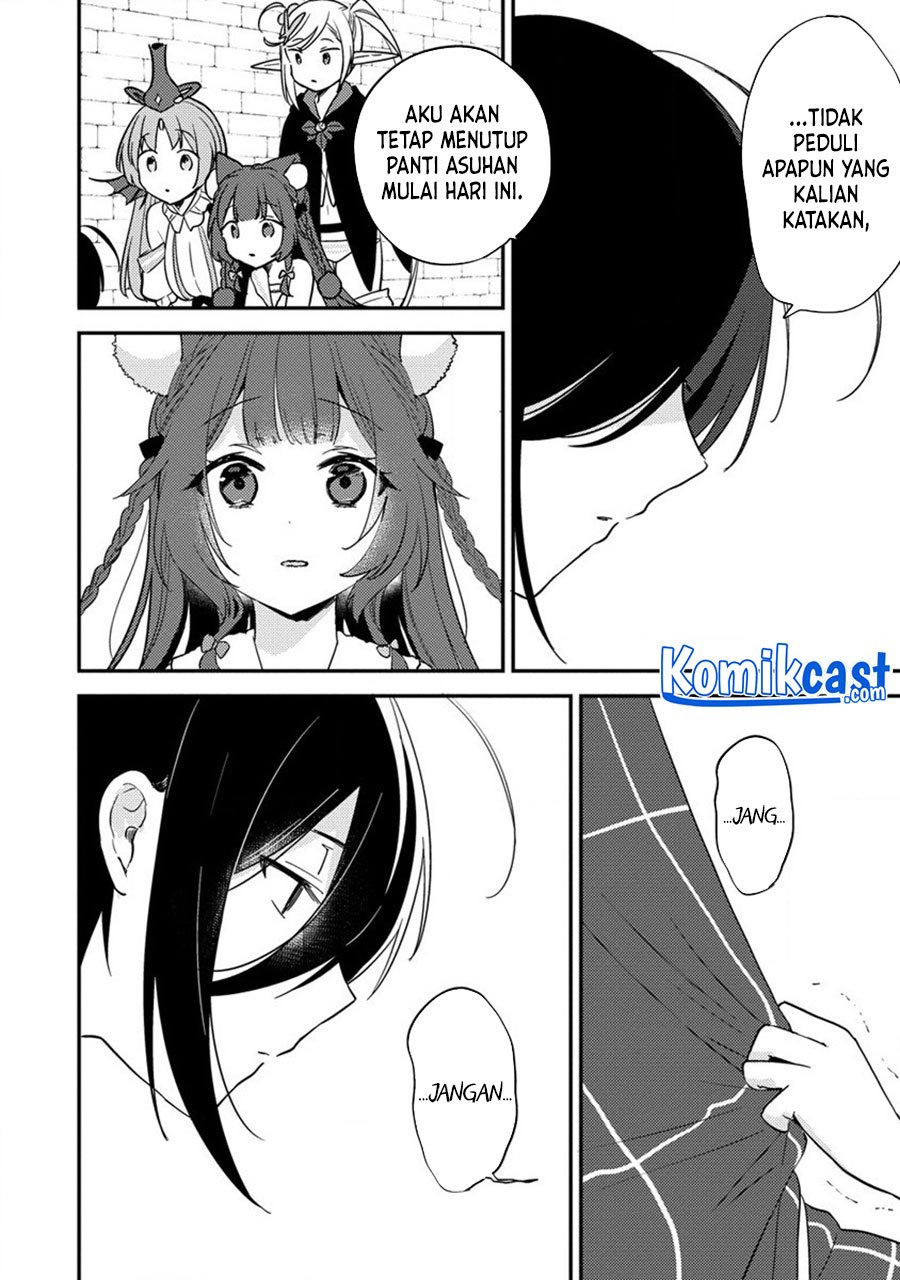 ...TIDAK
PEDULI
APAPUN YANG
KALIAN
KATAKAN,
AKU AKAN
TETAP MENUTUP
PANTI ASUHAN
MULAI HARI INI.
Komikcast
.com
...JANG...
...JANGAN...